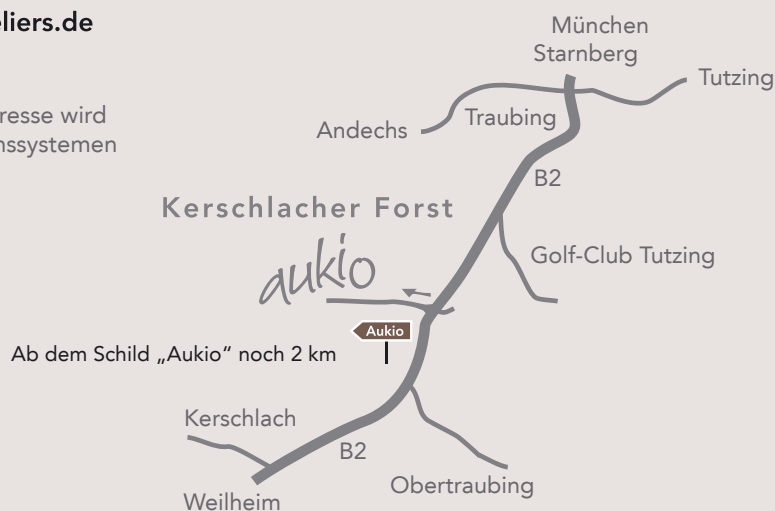 eliers.de
München
Starnberg
Tutzing
resse wird
Andechs
Traubing
nssystemen
B2
Kerschlacher Forst
Golf-Club Tutzing
aukio
Aukio
Ab dem Schild „Aukio“ noch 2 km
Kerschlach
B2
Obertraubing
Weilheim